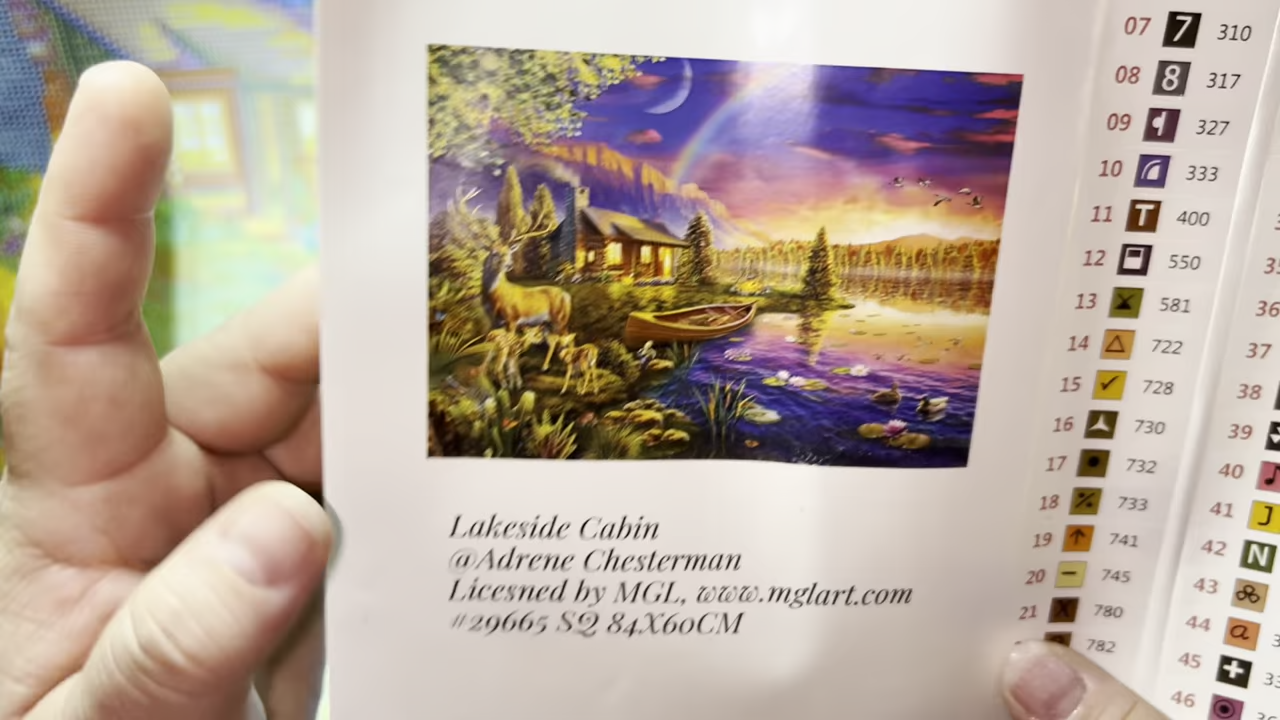 Lakeside Cabin
@Adrene Chesterman
Licesned by MGL, www.mglart.com
#29665 SQ 84X60CM
07 7 310
08 8 317
09 ¶ 327
10 333
11 T 400
12 550
13 581
14 △ 722
15 ✓ 728
16 730
17 ● 732
18 % 733
19 ↑ 741
20 − 745
21 X 780
782
36
37
38
39
40 ♪
41 J
42 N
43
44 a
45 +
46